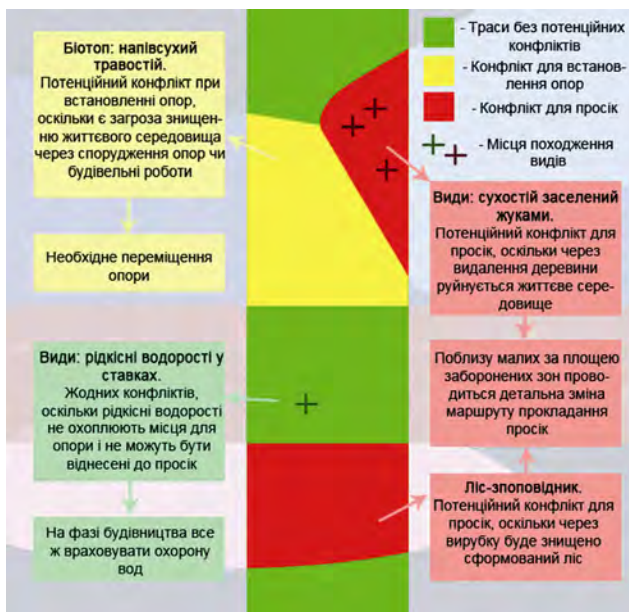 Біотоп: напівсухий
травостій.
Потенційний конфлікт при
встановленні опор,
оскільки є загроза знищен-
ню життєвого середовища
через спорудження опор чи
будівельні роботи
Необхідне переміщення
опори
- Траси без потенційних
конфліктів
- Конфлікт для встанов-
лення опор
- Конфлікт для просік
- Місця походження
видів
Види: сухостій заселений
жуками.
Потенційний конфлікт для
просік, оскільки через
видалення деревини
руйнується життєве сере-
довище
Види: рідкісні водорості у
ставках.
Жодних конфліктів,
оскільки рідкісні водорості
не охоплюють місця для
опори і не можуть бути
віднесені до просік
На фазі будівництва все
ж враховувати охорону
вод
Поблизу малих за площею
заборонених зон прово-
диться детальна зміна
маршруту прокладання
просік
Ліс-зпоповідник.
Потенційний конфлікт для
просік, оскільки через
вирубку буде знищено
сформований ліс